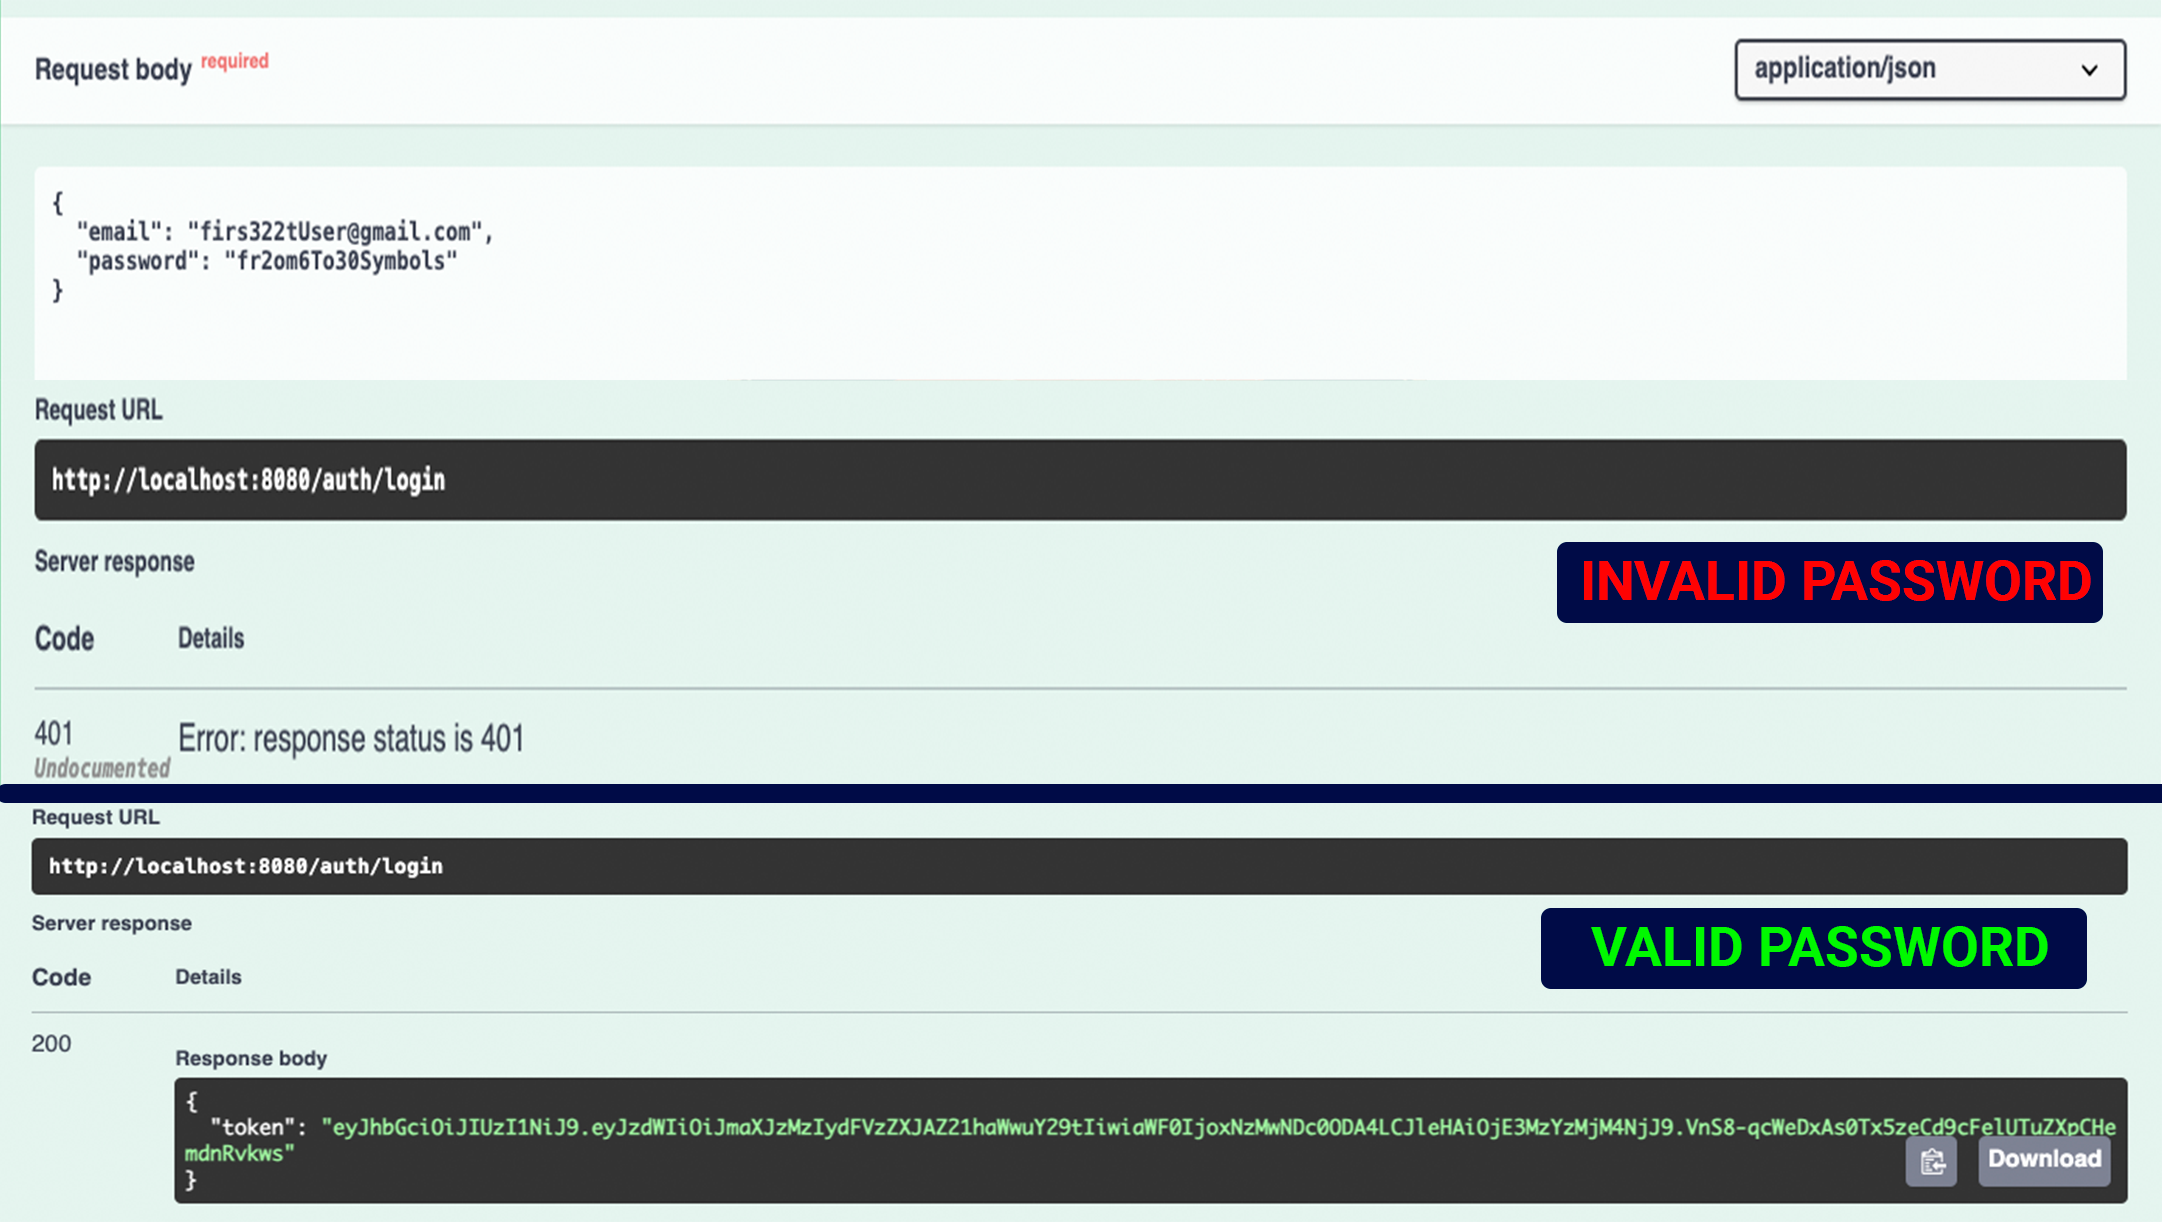 Request body required
application/json
{
"email": "firs322tUser@gmail.com",
"password": "fr2om6To30Symbols"
}
Request URL
http://localhost:8080/auth/login
Server response
INVALID PASSWORD
Code Details
401 Error: response status is 401
Undocumented
Request URL
http://localhost:8080/auth/login
Server response
VALID PASSWORD
Code Details
200
Response body
{
"token": "eyJhbGciOiJIUzI1NiJ9.eyJzdWIiOiJmaXJzMzIydFVzZXJAZ21haWwuY29tIiwiaWF0IjoxNzMwNDc0ODA4LCJleHAiOjE3MzYzMjM4NjJ9.VnS8-qcWeDxAs0Tx5zeCd9cFelUTuZXpCHe
mdnRvkws"
}
Download